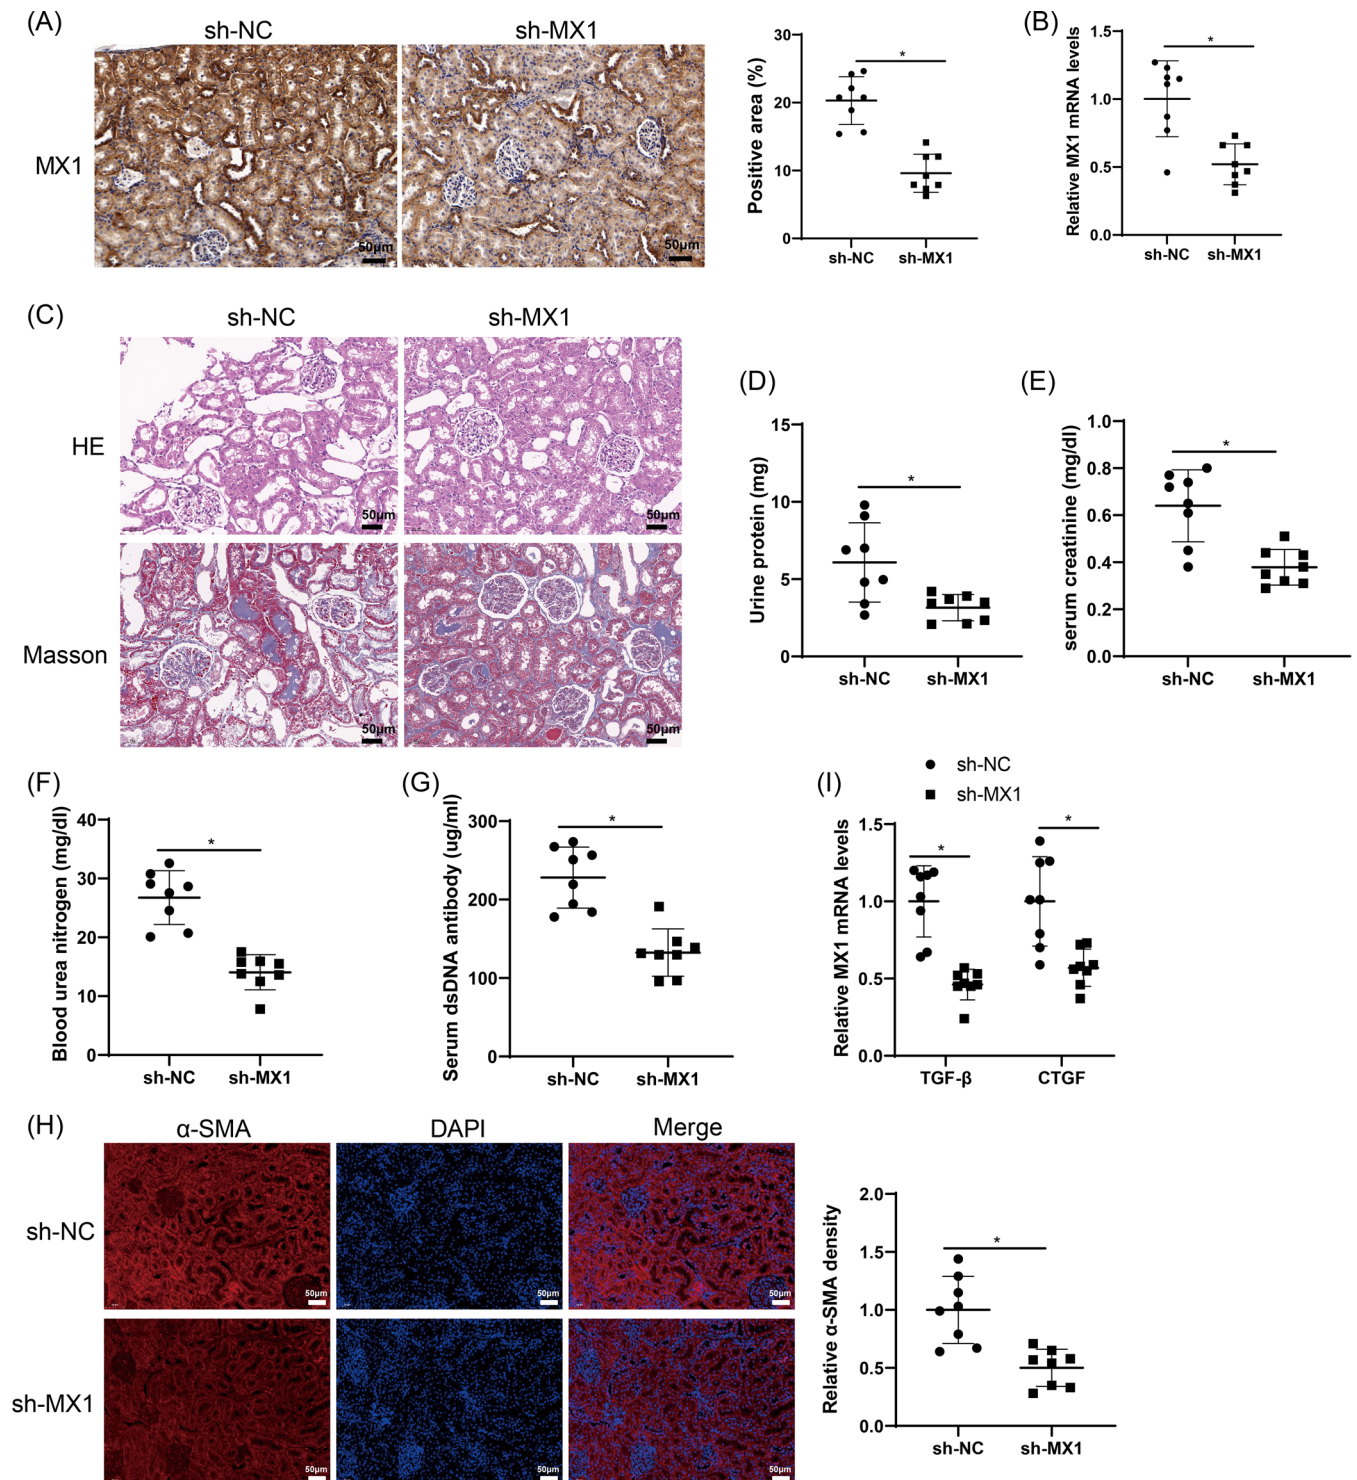 (A)
sh-NC
sh-MX1
MX1
50μm
50μm
Positive area (%)
30
20
10
0
*
sh-NC
sh-MX1
(B)
Relative MX1 mRNA levels
1.5
1.0
0.5
0.0
*
sh-NC
sh-MX1
(C)
sh-NC
sh-MX1
HE
50μm
50μm
Masson
50μm
50μm
(D)
Urine protein (mg)
15
10
5
0
*
sh-NC
sh-MX1
(E)
serum creatinine (mg/dl)
1.0
0.8
0.6
0.4
0.2
0.0
*
sh-NC
sh-MX1
(F)
Blood urea nitrogen (mg/dl)
40
30
20
10
0
*
sh-NC
sh-MX1
(G)
Serum dsDNA antibody (ug/ml)
300
200
100
0
*
sh-NC
sh-MX1
(I)
sh-NC
sh-MX1
Relative MX1 mRNA levels
1.5
1.0
0.5
0.0
*
*
TGF-β
CTGF
(H)
α-SMA
DAPI
Merge
sh-NC
50μm
50μm
50μm
sh-MX1
50μm
50μm
50μm
Relative α-SMA density
2.0
1.5
1.0
0.5
0.0
*
sh-NC
sh-MX1